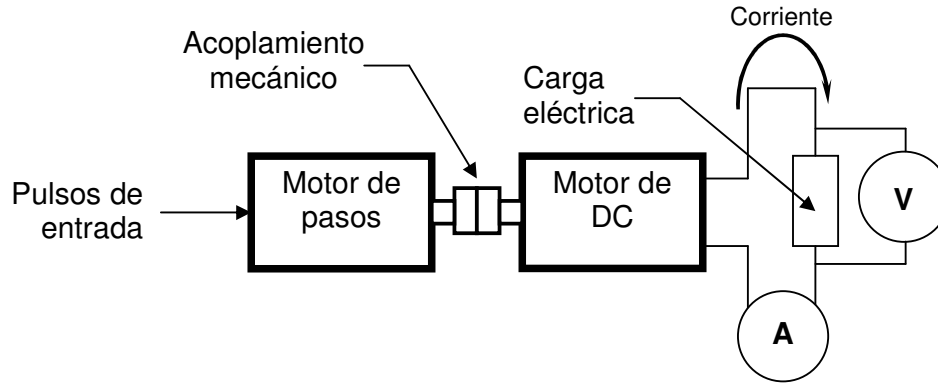 Corriente
Acoplamiento
mecánico
Carga
eléctrica
Pulsos de
entrada
Motor de
pasos
Motor de
DC
V
A